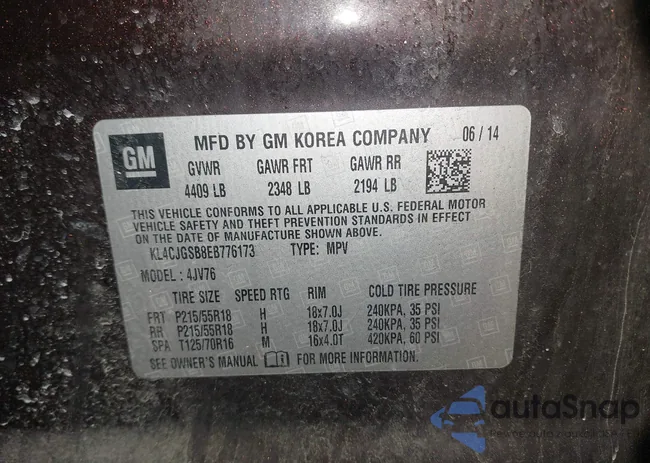 GM
MFD BY GM KOREA COMPANY 06/14
GVWR GAWR FRT GAWR RR
4409 LB 2348 LB 2194 LB
THIS VEHICLE CONFORMS TO ALL APPLICABLE U.S. FEDERAL MOTOR
VEHICLE SAFETY AND THEFT PREVENTION STANDARDS IN EFFECT
ON THE DATE OF MANUFACTURE SHOWN ABOVE.
KL4CJGSB8EB776173 TYPE: MPV
MODEL: 4JV76
TIRE SIZE SPEED RTG RIM COLD TIRE PRESSURE
FRT P215/55R18 H 18x7.0J 240KPA, 35 PSI
RR P215/55R18 H 18x7.0J 240KPA, 35 PSI
SPA T125/70R16 M 16x4.0T 420KPA, 60 PSI
SEE OWNER'S MANUAL FOR MORE INFORMATION.
autoSnap